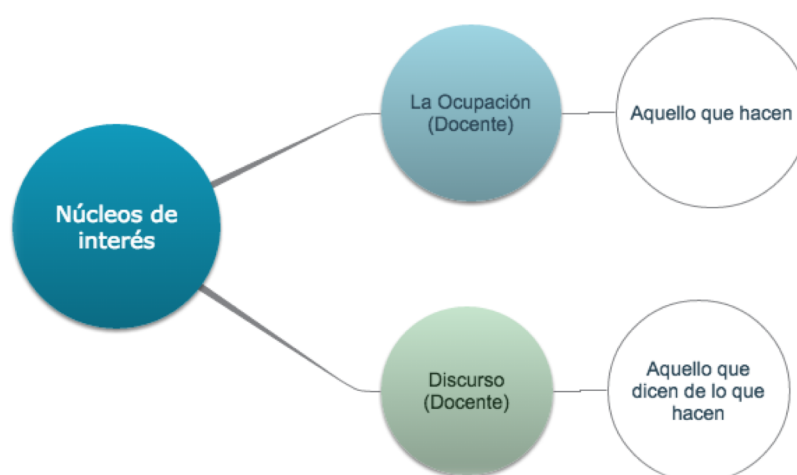 Núcleos de
interés
La Ocupación
(Docente)
Aquello que hacen
Discurso
(Docente)
Aquello que
dicen de lo que
hacen